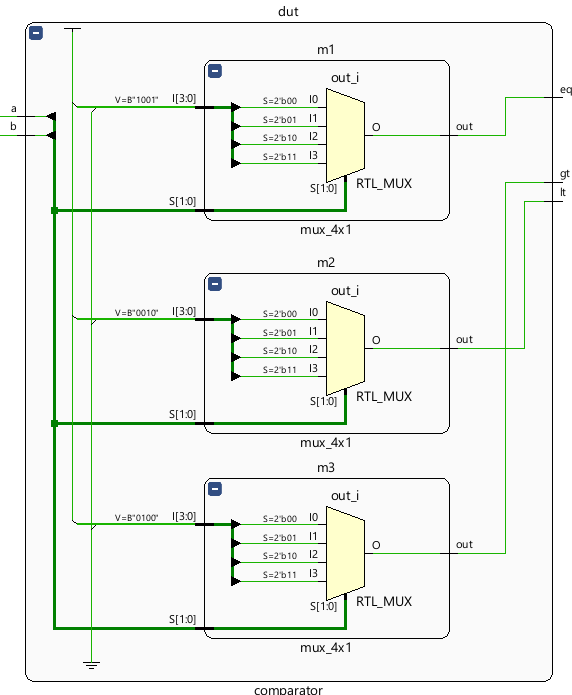 dut
m1
out_i
a
b
V=B"1001" I[3:0]
S=2'b00 I0
S=2'b01 I1
S=2'b10 I2
S=2'b11 I3
O
out
eq
S[1:0]
RTL_MUX
S[1:0]
mux_4x1
gt
lt
m2
out_i
V=B"0010" I[3:0]
S=2'b00 I0
S=2'b01 I1
S=2'b10 I2
S=2'b11 I3
O
out
S[1:0]
RTL_MUX
S[1:0]
mux_4x1
m3
out_i
V=B"0100" I[3:0]
S=2'b00 I0
S=2'b01 I1
S=2'b10 I2
S=2'b11 I3
O
out
S[1:0]
RTL_MUX
S[1:0]
mux_4x1
comparator